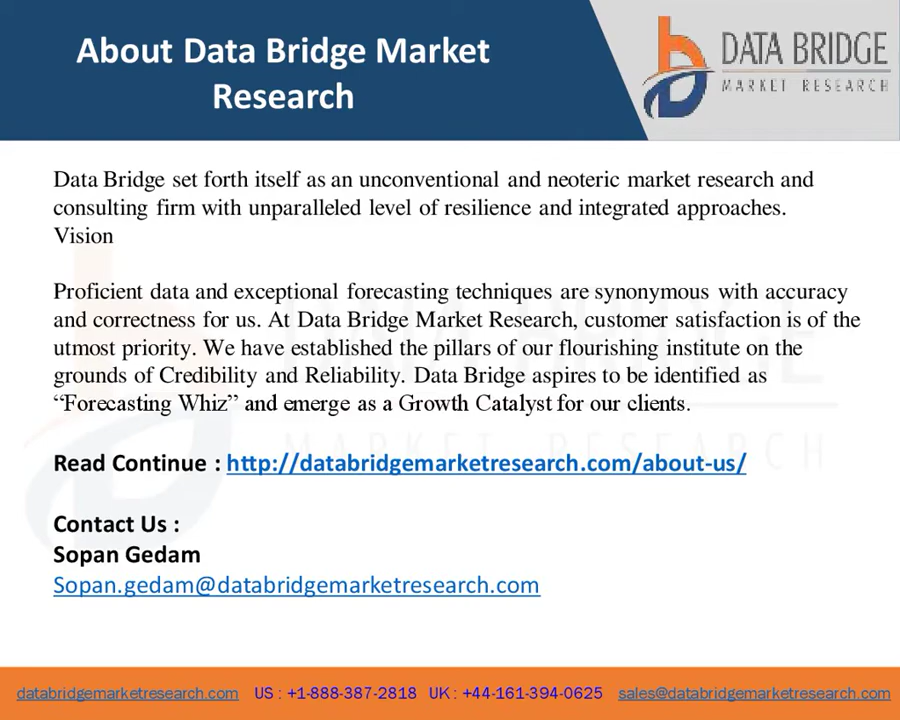 About Data Bridge Market
Research
DATA BRIDGE
MARKET RESEARCH
Data Bridge set forth itself as an unconventional and neoteric market research and
consulting firm with unparalleled level of resilience and integrated approaches.
Vision
Proficient data and exceptional forecasting techniques are synonymous with accuracy
and correctness for us. At Data Bridge Market Research, customer satisfaction is of the
utmost priority. We have established the pillars of our flourishing institute on the
grounds of Credibility and Reliability. Data Bridge aspires to be identified as
“Forecasting Whiz” and emerge as a Growth Catalyst for our clients.
MARKET RESEARCH
Read Continue : http://databridgemarketresearch.com/about-us/
Contact Us :
Sopan Gedam
Sopan.gedam@databridgemarketresearch.com
databridgemarketresearch.com US : +1-888-387-2818 UK : +44-161-394-0625 sales@databridgemarketresearch.com